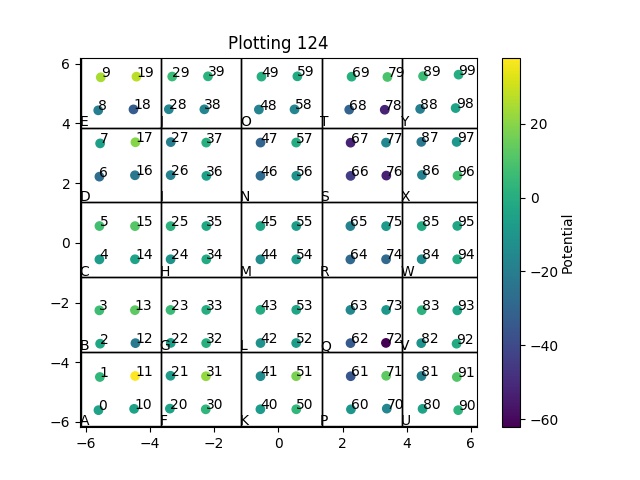 Plotting 124
6
9 19 29 39 49 59 69 79 89 99
20
8 18 28 38 48 58 68 78 88 98
E O T Y
4
7 17 27 37 47 57 67 77 87 97
6 16 26 36 46 56 66 76 86 96
2
D I N S X
0
5 15 25 35 45 55 65 75 85 95
0
4 14 24 34 44 54 64 74 84 94
Potential
C H M R W
−20
−2
3 13 23 33 43 53 63 73 83 93
2 12 22 32 42 52 62 72 82 92
B G L Q V
−40
−4
1 11 21 31 41 51 61 71 81 91
0 10 20 30 40 50 60 70 80 90
−6
A F K P U
−60
−6 −4 −2 0 2 4 6